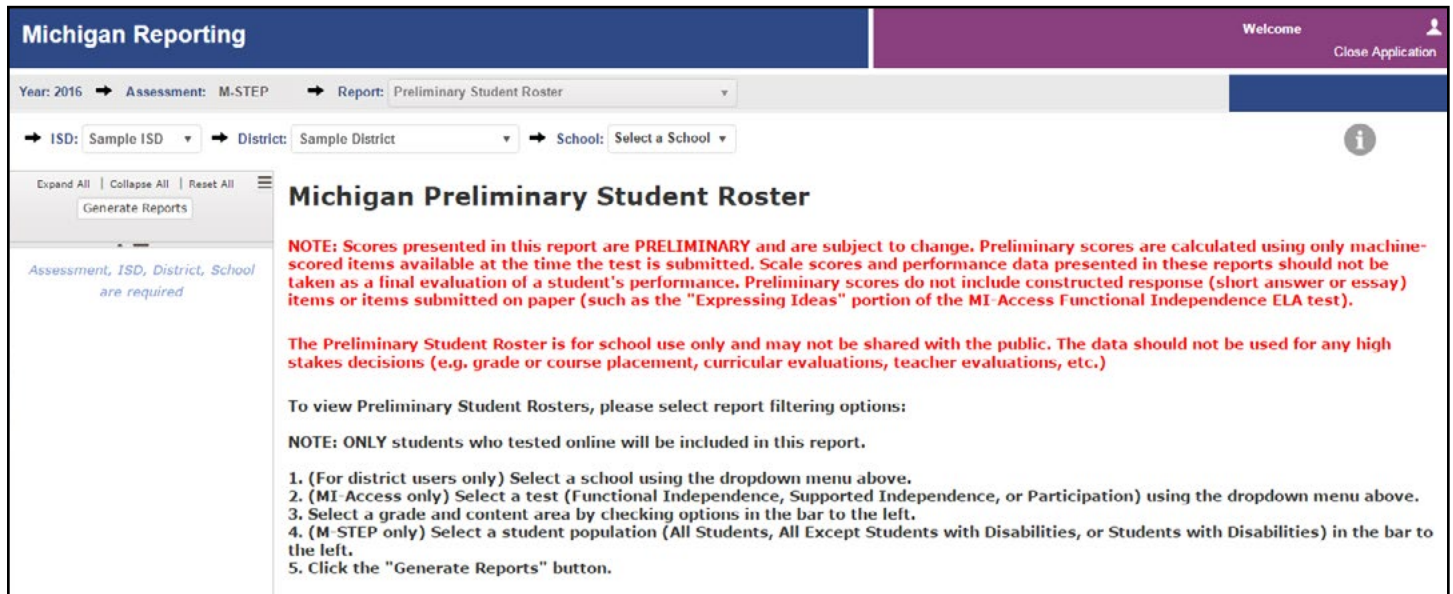 Michigan Reporting
Welcome
Close Application
Year: 2016 ➔ Assessment: M-STEP ➔ Report: Preliminary Student Roster
➔ ISD: Sample ISD ➔ District: Sample District ➔ School: Select a School
Expand All | Collapse All | Reset All
Generate Reports
Assessment, ISD, District, School
are required
Michigan Preliminary Student Roster
NOTE: Scores presented in this report are PRELIMINARY and are subject to change. Preliminary scores are calculated using only machine-
scored items available at the time the test is submitted. Scale scores and performance data presented in these reports should not be
taken as a final evaluation of a student's performance. Preliminary scores do not include constructed response (short answer or essay)
items or items submitted on paper (such as the "Expressing Ideas" portion of the MI-Access Functional Independence ELA test).
The Preliminary Student Roster is for school use only and may not be shared with the public. The data should not be used for any high
stakes decisions (e.g. grade or course placement, curricular evaluations, teacher evaluations, etc.)
To view Preliminary Student Rosters, please select report filtering options:
NOTE: ONLY students who tested online will be included in this report.
1. (For district users only) Select a school using the dropdown menu above.
2. (MI-Access only) Select a test (Functional Independence, Supported Independence, or Participation) using the dropdown menu above.
3. Select a grade and content area by checking options in the bar to the left.
4. (M-STEP only) Select a student population (All Students, All Except Students with Disabilities, or Students with Disabilities) in the bar to
the left.
5. Click the "Generate Reports" button.